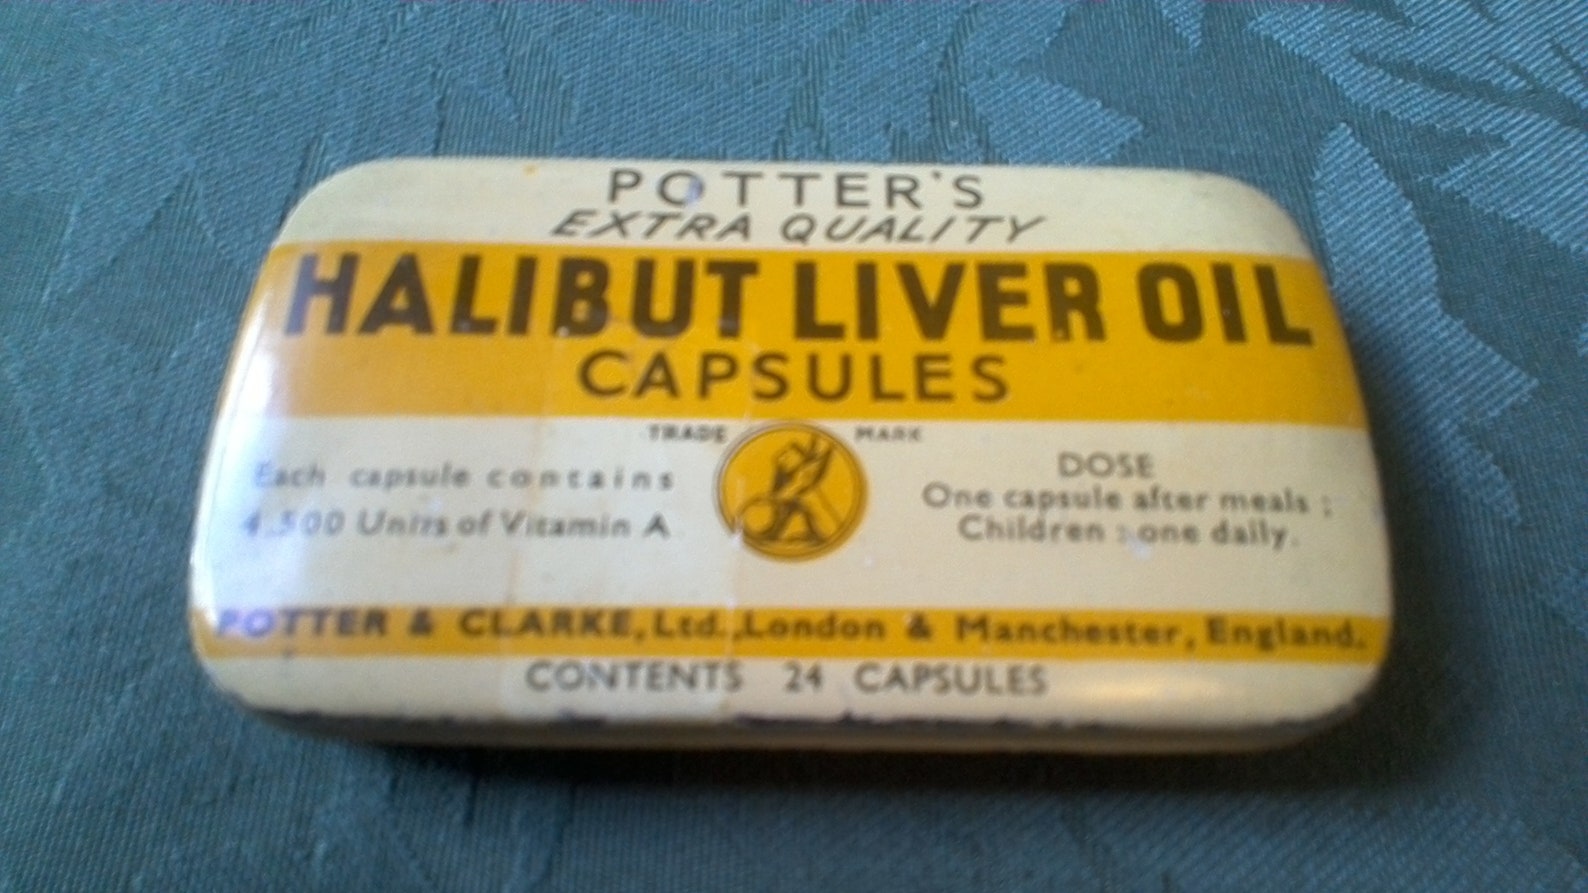 POTTER'S
EXTRA QUALITY
HALIBUT LIVER OIL
CAPSULES
TRADE MARK
Each capsule contains
4,500 Units of Vitamin A
DOSE
One capsule after meals :
Children : one daily.
POTTER & CLARKE, Ltd., London & Manchester, England.
CONTENTS 24 CAPSULES